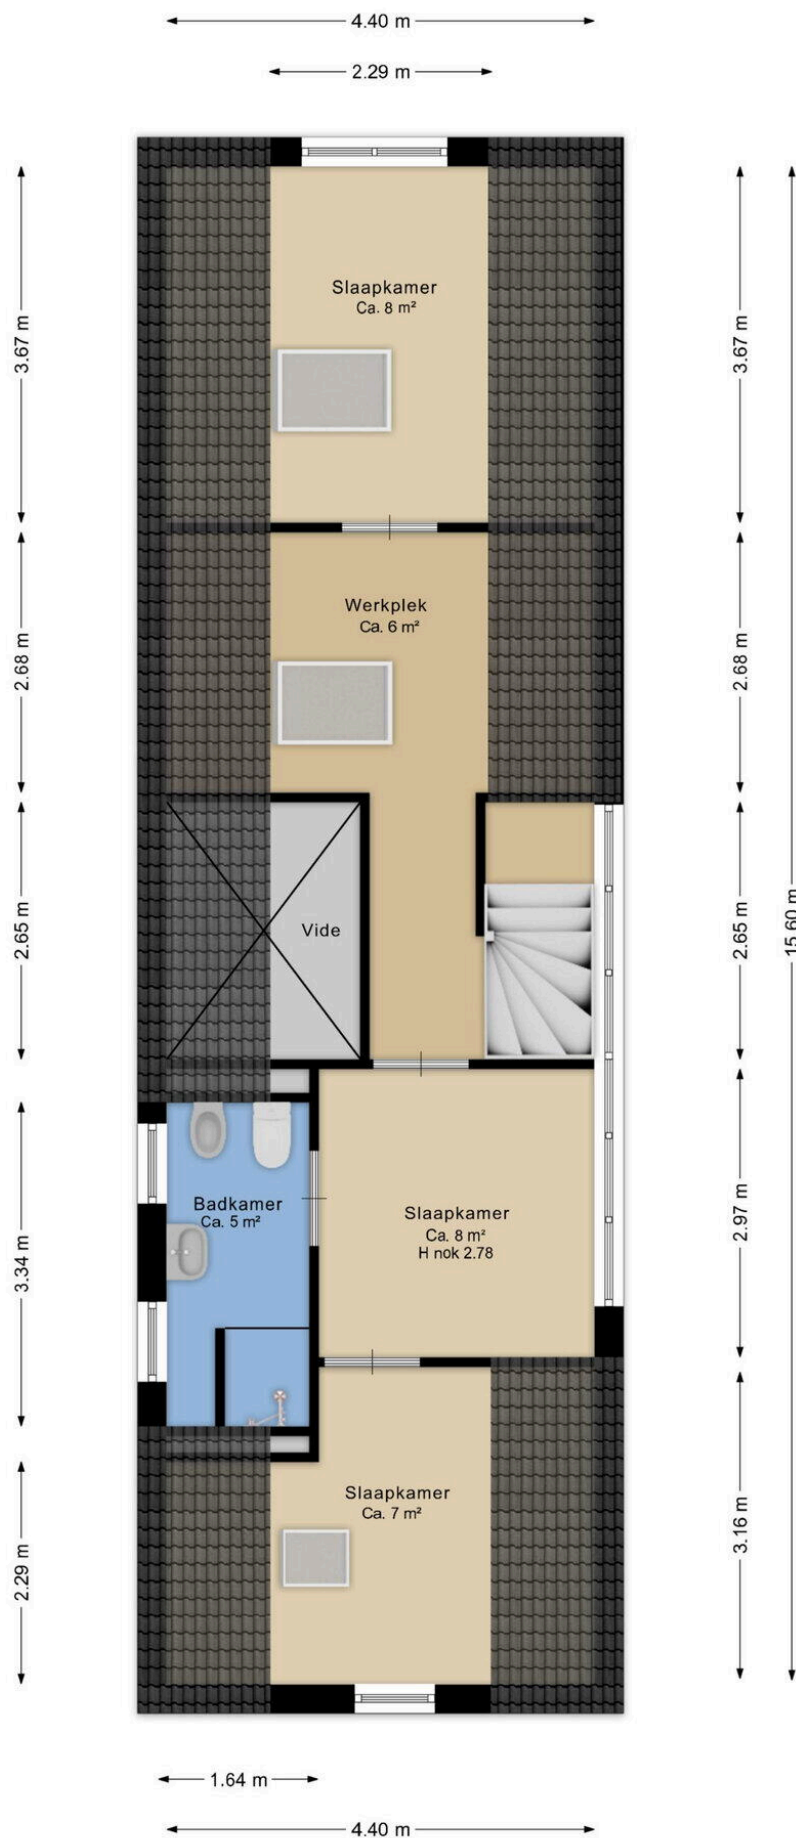 4.40 m
2.29 m
3.67 m
3.67 m
15.60 m
Slaapkamer
Ca. 8 m²
2.68 m
2.68 m
Werkplek
Ca. 6 m²
2.65 m
2.65 m
Vide
3.34 m
2.97 m
Badkamer
Ca. 5 m²
Slaapkamer
Ca. 8 m²
H nok 2.78
2.29 m
3.16 m
Slaapkamer
Ca. 7 m²
1.64 m
4.40 m